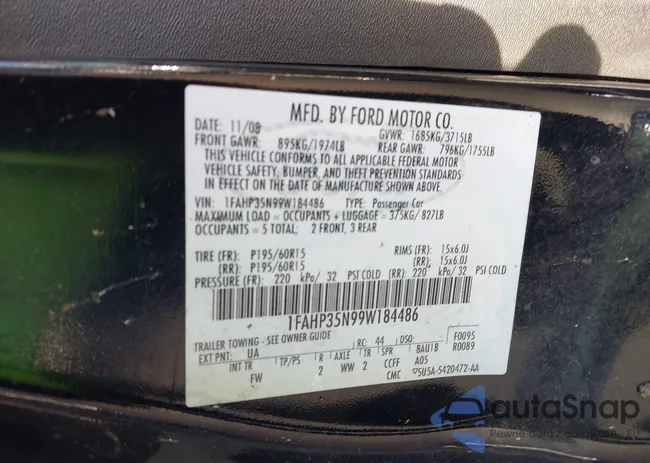 MFD. BY FORD MOTOR CO.
DATE: 11/08 GVWR: 1685KG/3715LB
FRONT GAWR: 895KG/1974LB REAR GAWR: 796KG/1755LB
THIS VEHICLE CONFORMS TO ALL APPLICABLE FEDERAL MOTOR
VEHICLE SAFETY, BUMPER, AND THEFT PREVENTION STANDARDS
IN EFFECT ON THE DATE OF MANUFACTURE SHOWN ABOVE.
VIN: 1FAHP35N99W184486 TYPE: Passenger Car
MAXIMUM LOAD = OCCUPANTS + LUGGAGE = 375KG/ 827LB
OCCUPANTS = 5 TOTAL; 2 FRONT, 3 REAR
TIRE (FR): P195/60R15 RIMS (FR): 15x6.0J
(RR): P195/60R15 (RR): 15x6.0J
PRESSURE (FR): 220 kPa/ 32 PSI COLD (RR): 220 kPa/ 32 PSI COLD
1FAHP35N99W184486
TRAILER TOWING - SEE OWNER GUIDE RC: 44 DSO: F0095
EXT PNT: UA 8AU1B R0089
INT TR TP/PS R AXLE TR SPR CCFF A05
FW 2 WW 2 CMC 5U5A-5420472-AA
autaSnap